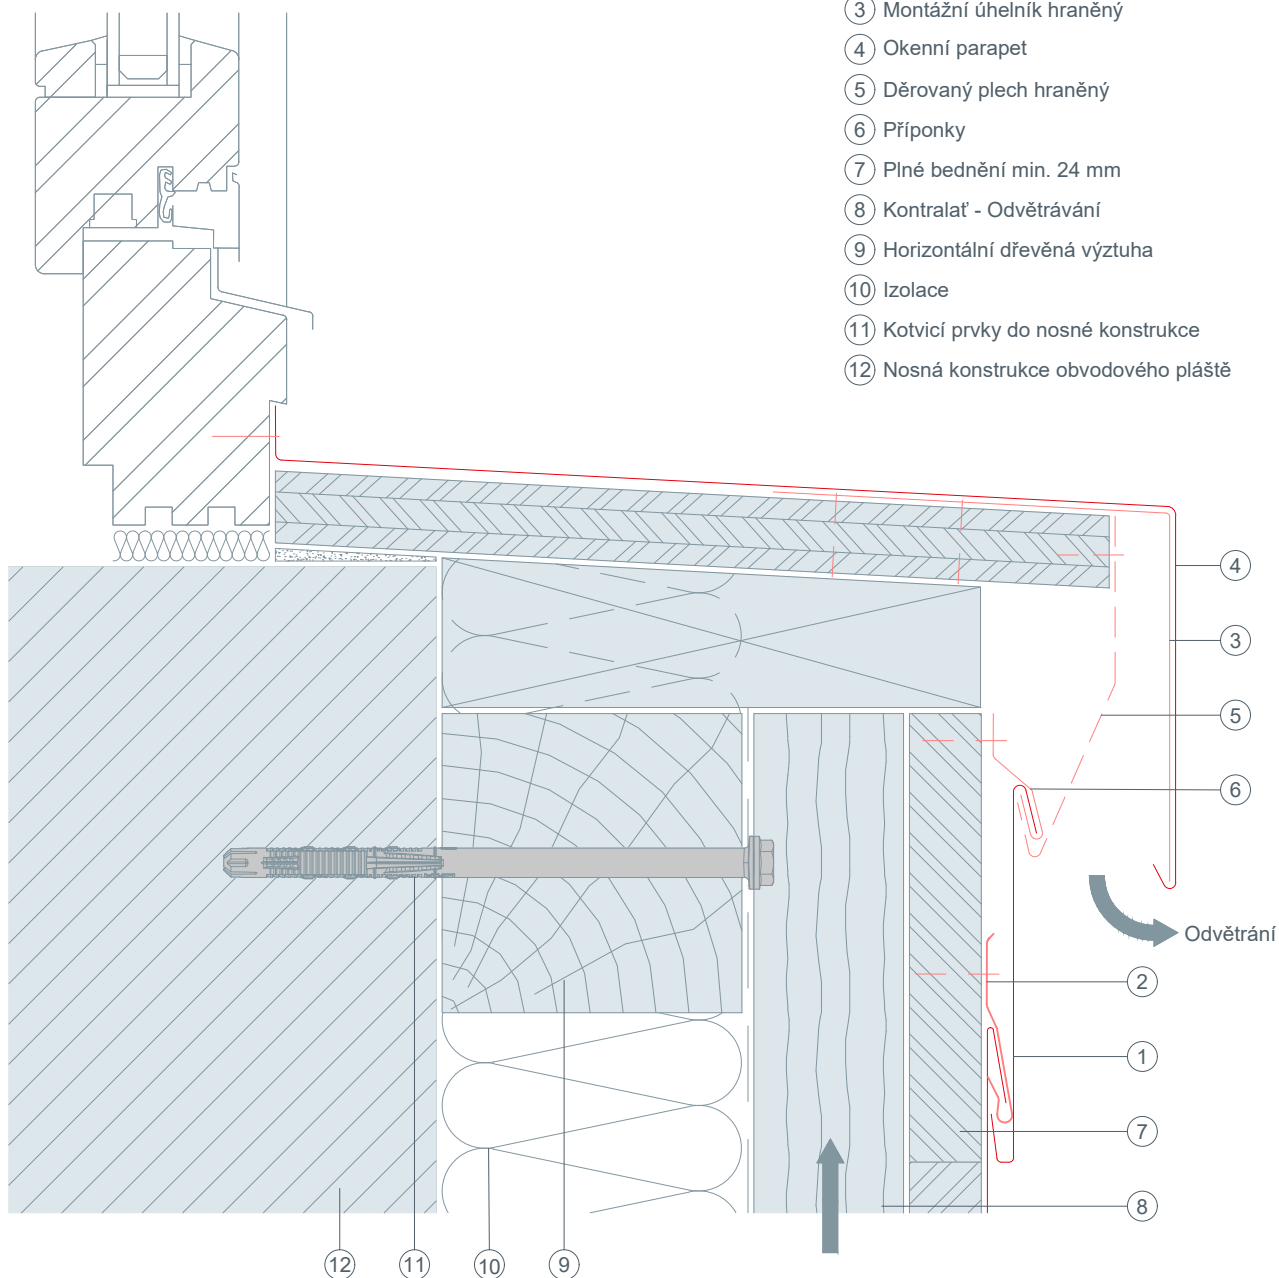 3 Montážní úhelník hraněný
4 Okenní parapet
5 Děrovaný plech hraněný
6 Příponky
7 Plné bednění min. 24 mm
8 Kontralať - Odvětrávání
9 Horizontální dřevěná výztuha
10 Izolace
11 Kotvicí prvky do nosné konstrukce
12 Nosná konstrukce obvodového pláště
4
3
5
6
Odvětrání
2
1
7
8
12 11 10 9